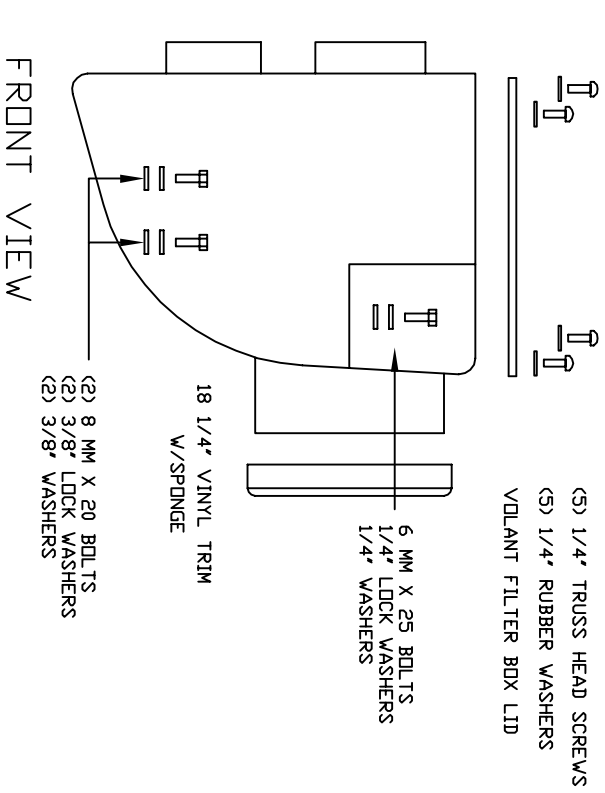 (5) 1/4" TRUSS HEAD SCREWS
(5) 1/4" RUBBER WASHERS
VOLANT FILTER BOX LID
6 MM X 25 BOLTS
1/4" LOCK WASHERS
1/4" WASHERS
18 1/4" VINYL TRIM
W/SPONGE
(2) 8 MM X 20 BOLTS
(2) 3/8" LOCK WASHERS
(2) 3/8" WASHERS
FRONT VIEW